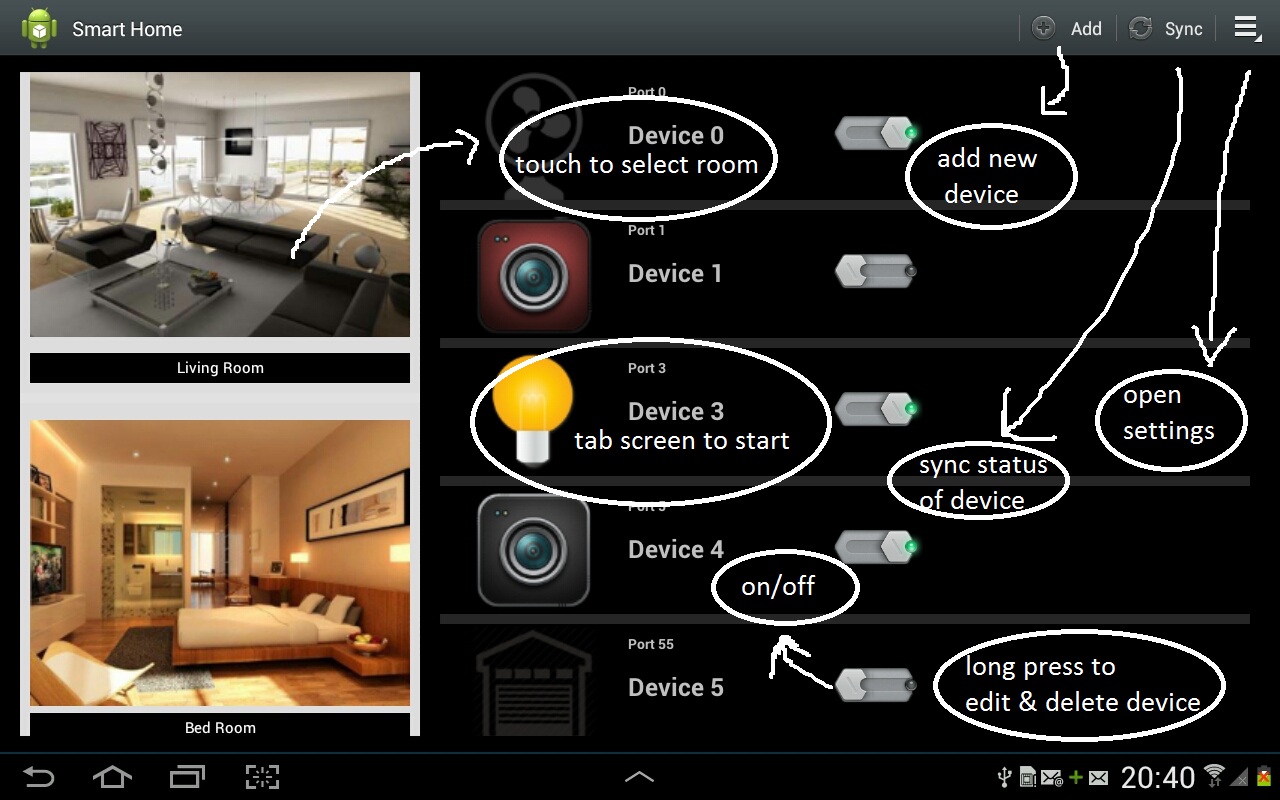 Smart Home
Add
Sync
Port 0
Device 0
touch to select room
add new
device
Port 1
Device 1
Living Room
Port 3
Device 3
tab screen to start
open
settings
sync status
of device
Port 5
Device 4
on/off
Port 55
Device 5
long press to
edit & delete device
Bed Room
20:40